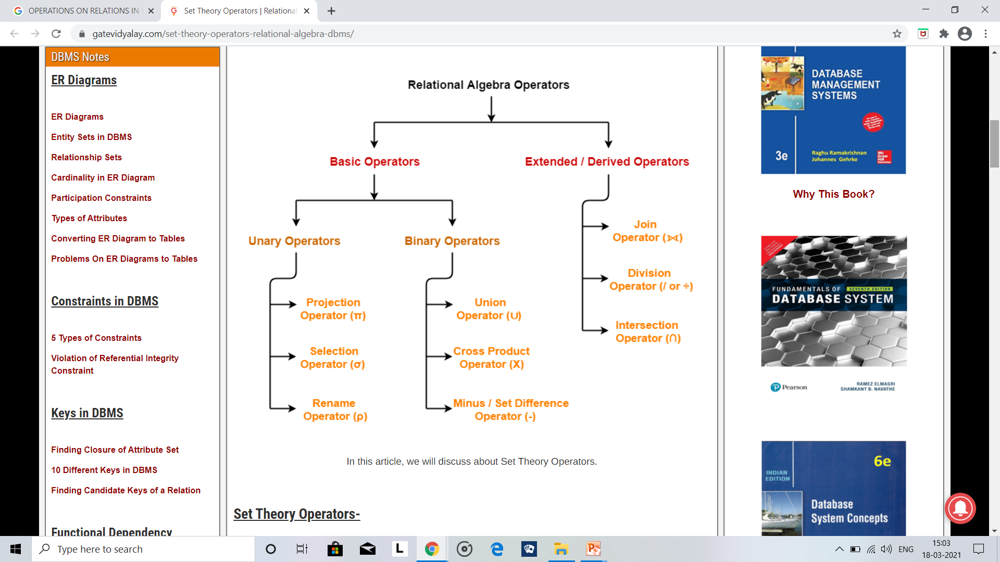 OPERATIONS ON RELATIONS IN
Set Theory Operators | Relational
gatevidyalay.com/set-theory-operators-relational-algebra-dbms/
DBMS Notes
ER Diagrams
ER Diagrams
Entity Sets in DBMS
Relationship Sets
Cardinality in ER Diagram
Participation Constraints
Types of Attributes
Converting ER Diagram to Tables
Problems On ER Diagrams to Tables
Constraints in DBMS
5 Types of Constraints
Violation of Referential Integrity
Constraint
Keys in DBMS
Finding Closure of Attribute Set
10 Different Keys in DBMS
Finding Candidate Keys of a Relation
Functional Dependency
Relational Algebra Operators
Basic Operators
Extended / Derived Operators
Unary Operators
Binary Operators
Projection
Operator (π)
Selection
Operator (σ)
Rename
Operator (ρ)
Union
Operator (∪)
Cross Product
Operator (X)
Minus / Set Difference
Operator (-)
Join
Operator (⋈)
Division
Operator (/ or ÷)
Intersection
Operator (∩)
In this article, we will discuss about Set Theory Operators.
Set Theory Operators-
DATABASE
MANAGEMENT
SYSTEMS
3e
Raghu Ramakrishnan
Johannes Gehrke
Mc
Graw
Hill
Education
Why This Book?
FUNDAMENTALS OF SEVENTH EDITION
DATABASE SYSTEM
Pearson
RAMEZ ELMASRI
SHAMKANT B. NAVATHE
6e
INDIAN
EDITION
Database
System Concepts
Type here to search
L
ENG
15:03
18-03-2021